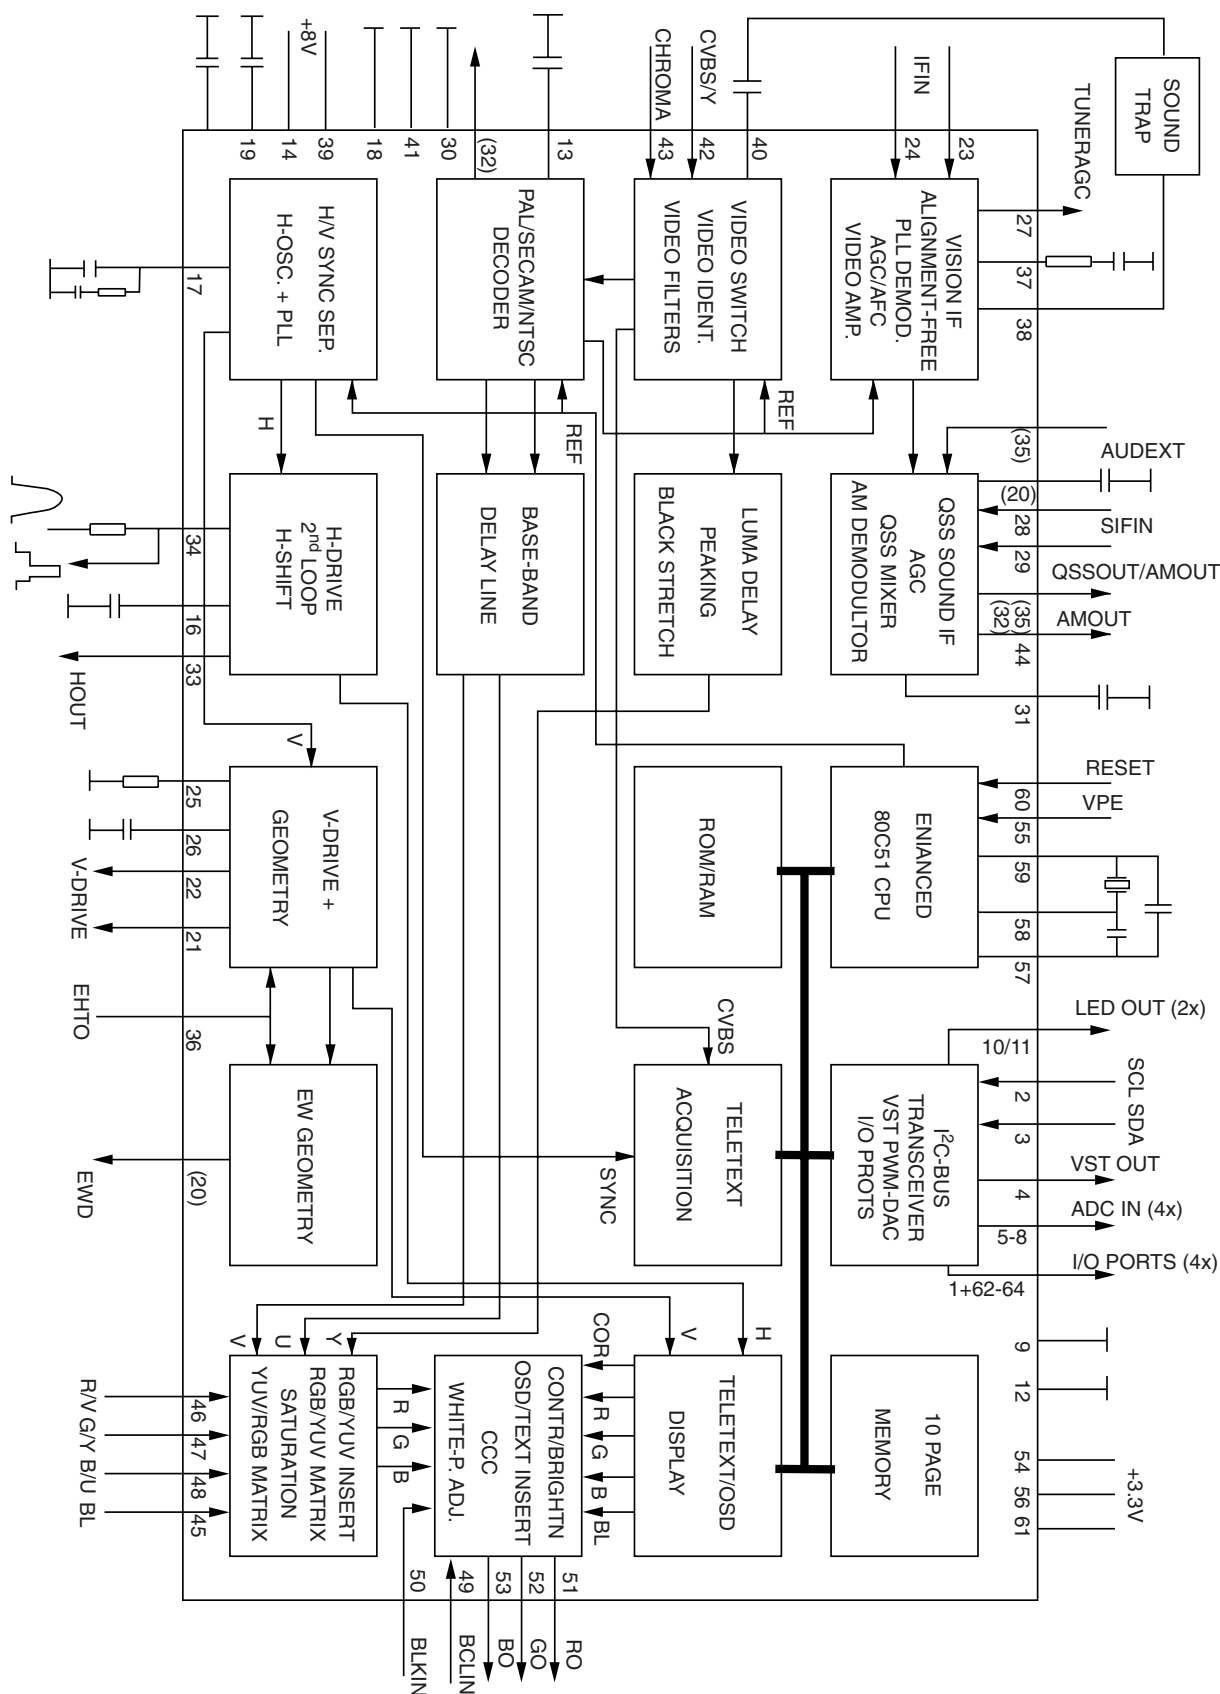 SOUND
TRAP
TUNERAGC
IFIN
CVBS/Y
CHROMA
+8V
23
24
40
42
43
13
(32)
30
41
18
39
14
19
27
37
38
VISION IF
ALIGNMENT-FREE
PLL DEMOD.
AGC/AFC
VIDEO AMP.
VIDEO SWITCH
VIDEO IDENT.
VIDEO FILTERS
PAL/SECAM/NTSC
DECODER
H/V SYNC SEP.
H-OSC. + PLL
17
REF
REF
H
(35)
AUDEXT
(20)
28
SIFIN
29
QSSOUT/AMOUT
(35)
(32)
AMOUT
44
31
QSS SOUND IF
AGC
QSS MIXER
AM DEMODULTOR
LUMA DELAY
PEAKING
BLACK STRETCH
BASE-BAND
DELAY LINE
H-DRIVE
2nd LOOP
H-SHIFT
34
16
33
HOUT
V
RESET
60
VPE
55
59
58
57
ENIANCED
80C51 CPU
ROM/RAM
V-DRIVE +
GEOMETRY
25
26
22
21
V-DRIVE
EHTO
36
CVBS
LED OUT (2x)
10/11
SCL SDA
2
3
VST OUT
4
ADC IN (4x)
5-8
I/O PORTS (4x)
1+62-64
I2C-BUS
TRANSCEIVER
VST PWM-DAC
I/O PROTS
TELETEXT
ACQUISITION
SYNC
EW GEOMETRY
(20)
EWD
9
12
54
56
61
+3.3V
10 PAGE
MEMORY
H
V
TELETEXT/OSD
DISPLAY
COR
R
G
B
BL
CONTR/BRIGHTN
OSD/TEXT INSERT
CCC
WHITE-P. ADJ.
R
G
B
Y
U
V
RGB/YUV INSERT
RGB/YUV MATRIX
SATURATION
YUV/RGB MATRIX
46
47
48
45
R/V G/Y B/U BL
51
52
53
49
50
RO
GO
BO
BCLIN
BLKIN